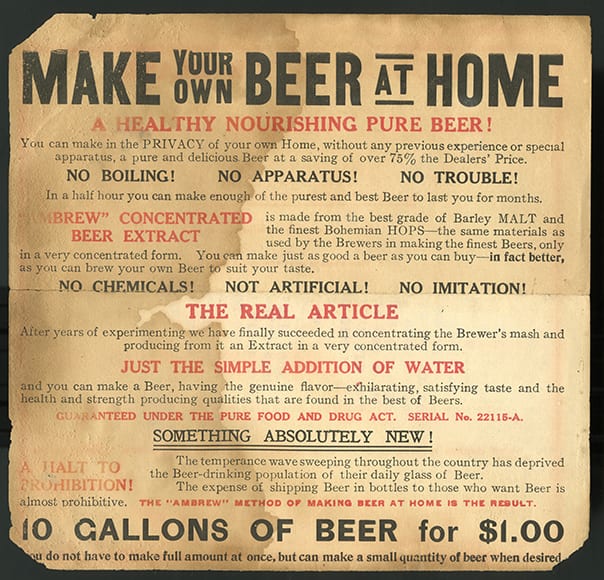 MAKE YOUR OWN BEER AT HOME
A HEALTHY NOURISHING PURE BEER!
You can make in the PRIVACY of your own Home, without any previous experience or special
apparatus, a pure and delicious Beer at a saving of over 75% the Dealers' Price.
NO BOILING! NO APPARATUS! NO TROUBLE!
In a half hour you can make enough of the purest and best Beer to last you for months.
"AMBREW" CONCENTRATED
BEER EXTRACT
is made from the best grade of Barley MALT and
the finest Bohemian HOPS—the same materials as
used by the Brewers in making the finest Beers, only
in a very concentrated form. You can make just as good a beer as you can buy—in fact better,
as you can brew your own Beer to suit your taste.
NO CHEMICALS! NOT ARTIFICIAL! NO IMITATION!
THE REAL ARTICLE
After years of experimenting we have finally succeeded in concentrating the Brewer's mash and
producing from it an Extract in a very concentrated form.
JUST THE SIMPLE ADDITION OF WATER
and you can make a Beer, having the genuine flavor—exhilarating, satisfying taste and the
health and strength producing qualities that are found in the best of Beers.
GUARANTEED UNDER THE PURE FOOD AND DRUG ACT. SERIAL No. 22115-A.
SOMETHING ABSOLUTELY NEW!
A HALT TO
PROHIBITION!
The temperance wave sweeping throughout the country has deprived
the Beer-drinking population of their daily glass of Beer.
The expense of shipping Beer in bottles to those who want Beer is
almost prohibitive. THE "AMBREW" METHOD OF MAKING BEER AT HOME IS THE RESULT.
10 GALLONS OF BEER for $1.00
You do not have to make full amount at once, but can make a small quantity of beer when desired